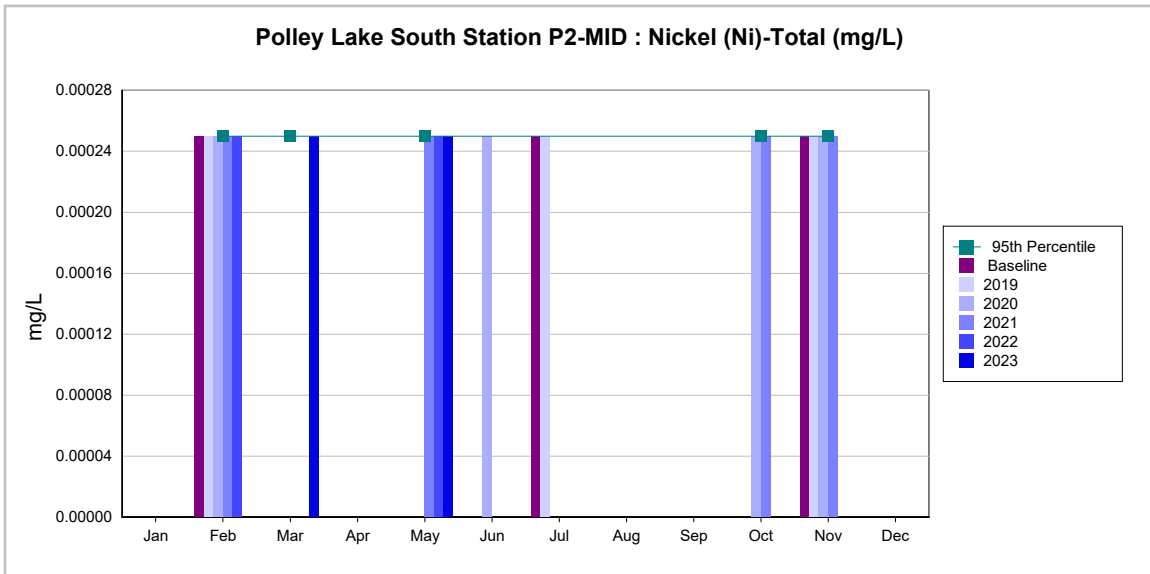 Polley Lake South Station P2-MID : Nickel (Ni)-Total (mg/L)
mg/L
0.00028
0.00024
0.00020
0.00016
0.00012
0.00008
0.00004
0.00000
Jan Feb Mar Apr May Jun Jul Aug Sep Oct Nov Dec
95th Percentile
Baseline
2019
2020
2021
2022
2023